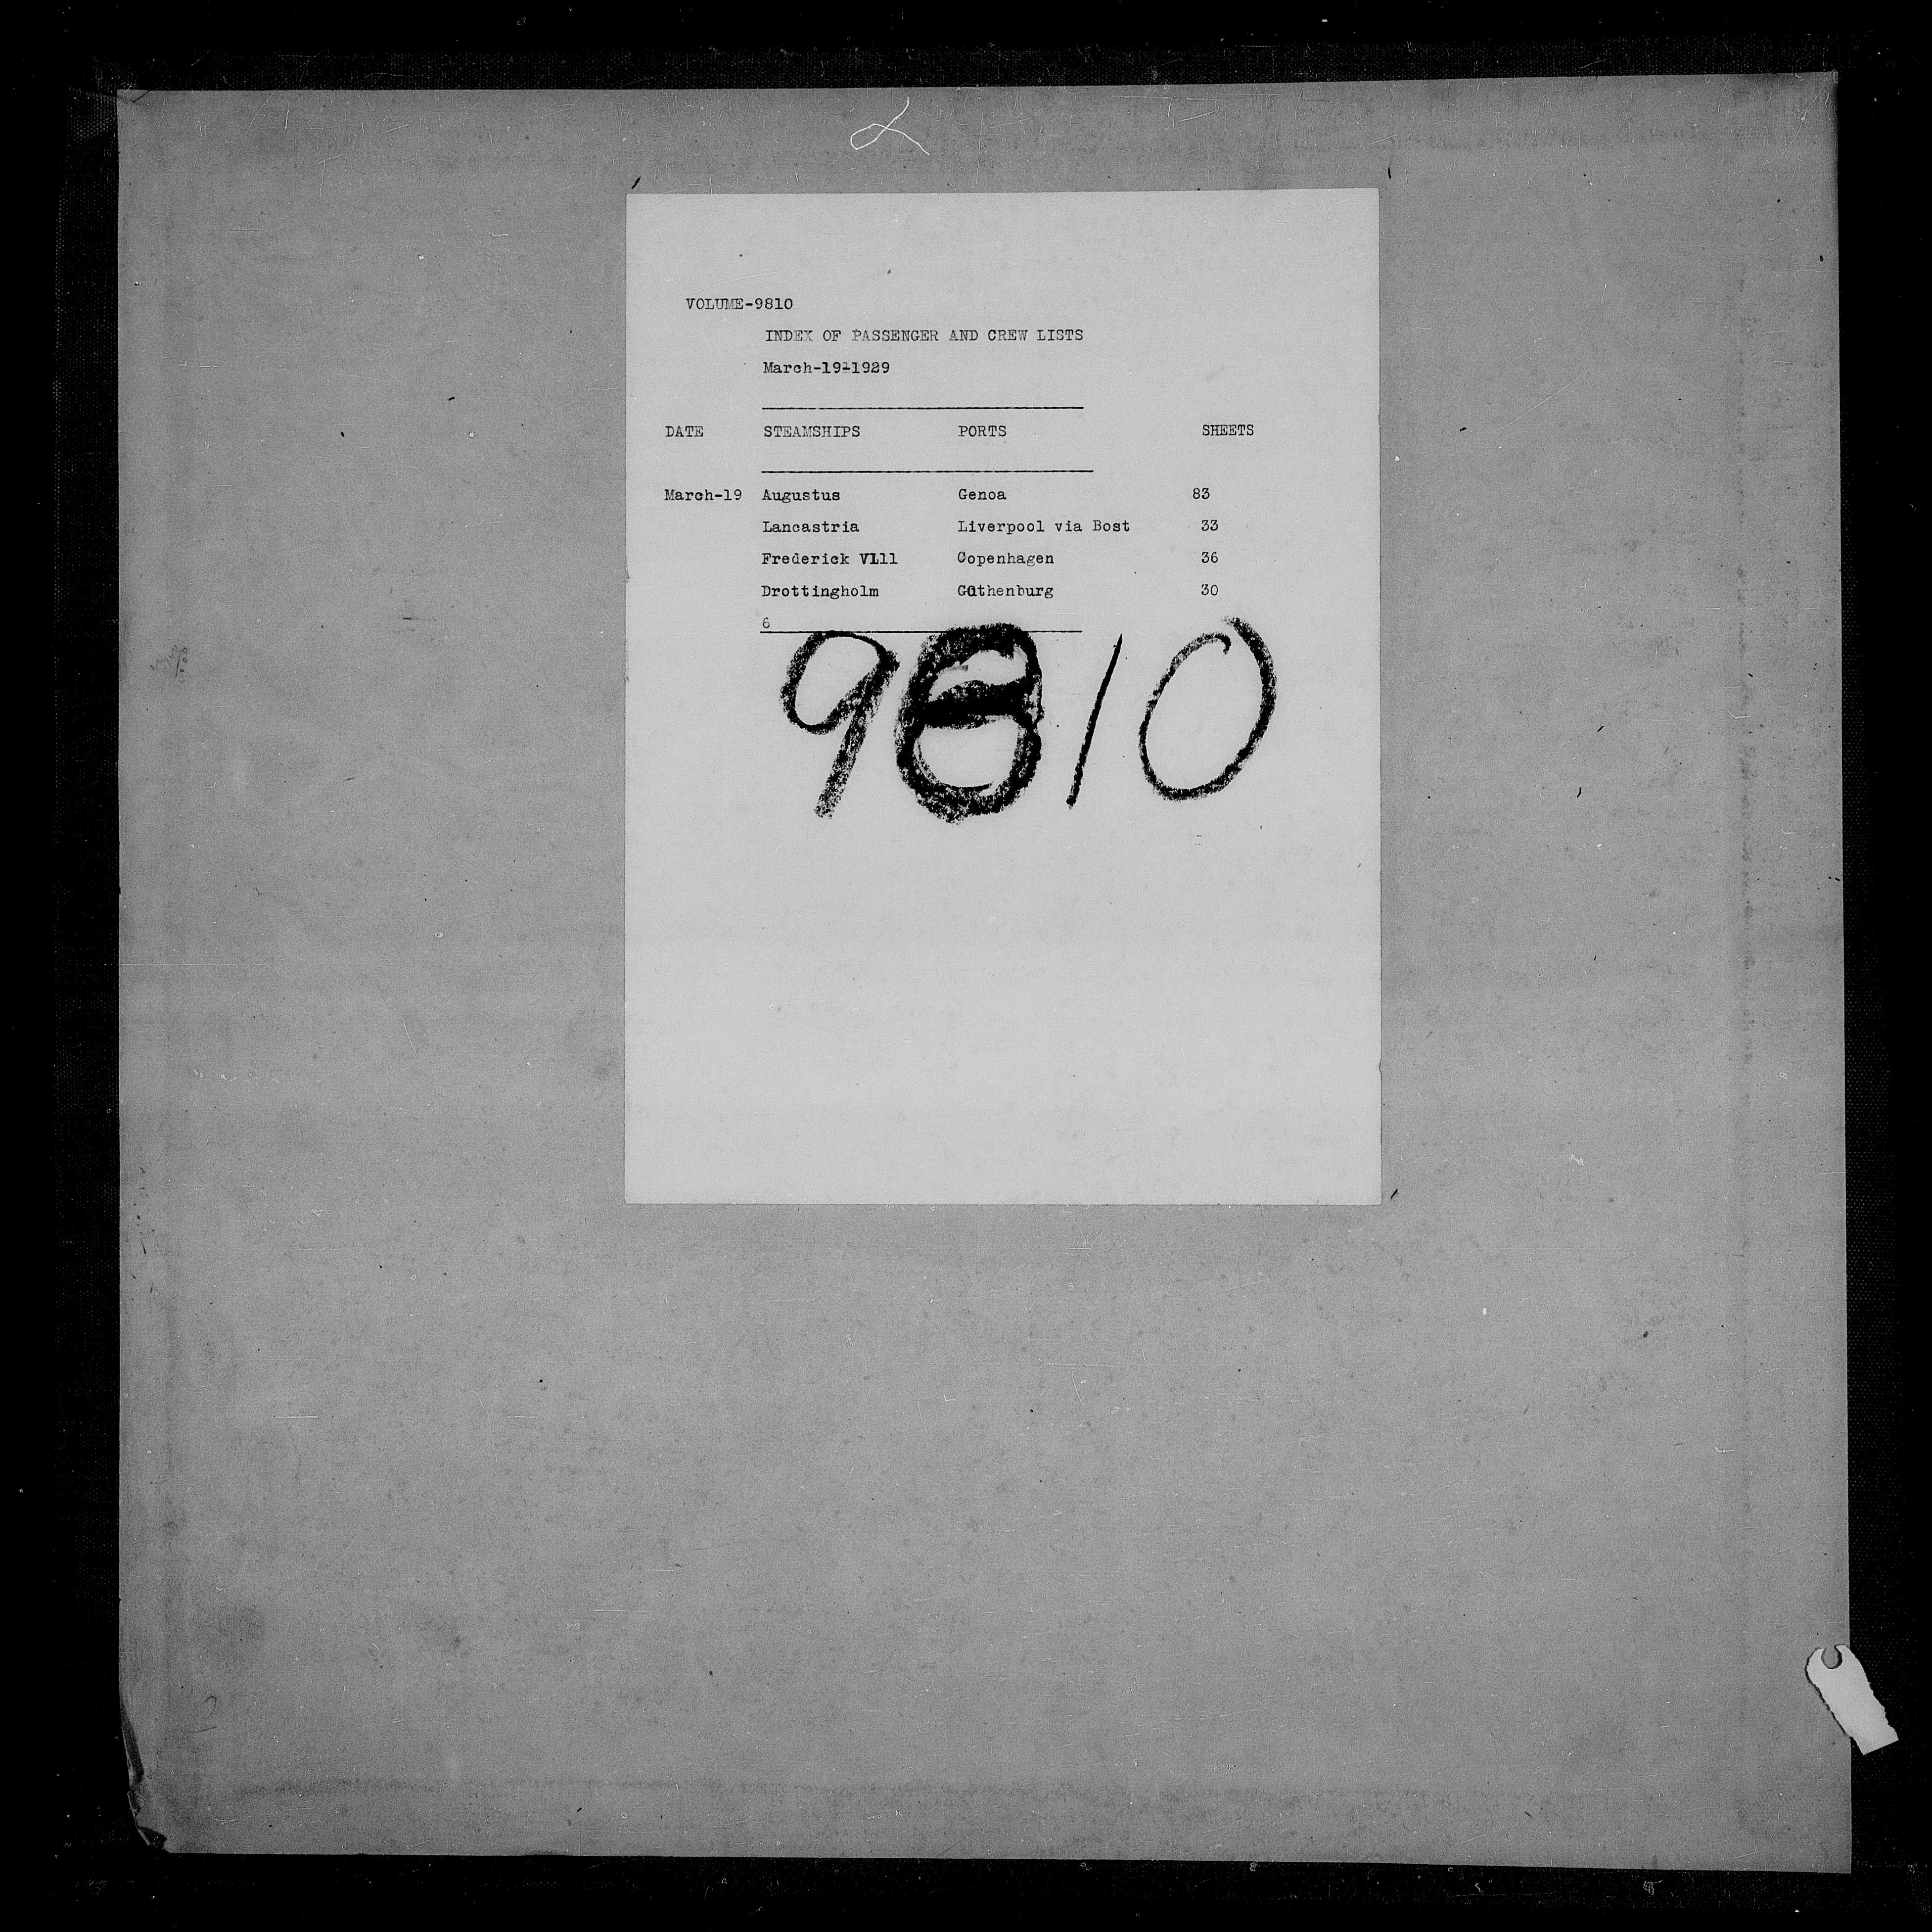 VOLUME-9810
INDEX OF PASSENGER AND CREW LISTS
March-19-1929
DATE STEAMSHIPS PORTS SHEETS
March-19 Augustus Genoa 83
Lancastria Liverpool via Bost 33
Frederick VLll Copenhagen 36
Drottingholm Gothenburg 30
6
9810